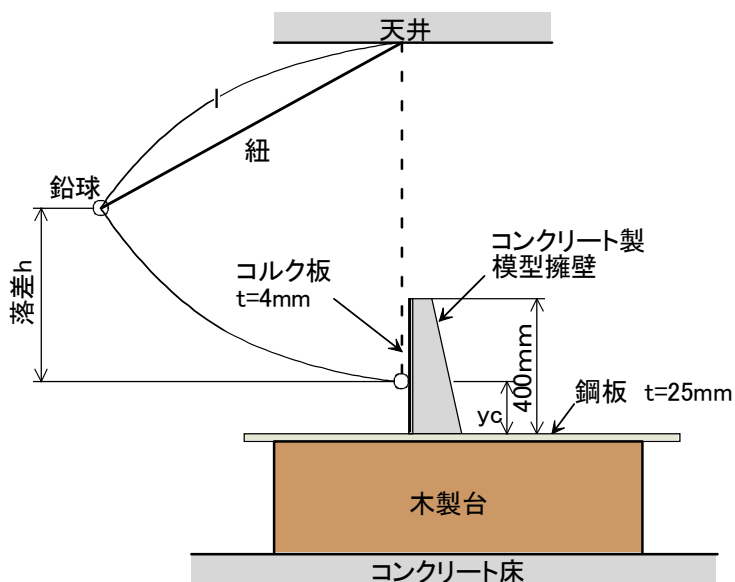 天井
l
紐
鉛球
落差h
コルク板
t=4mm
コンクリート製
模型擁壁
400mm
yc
鋼板 t=25mm
木製台
コンクリート床